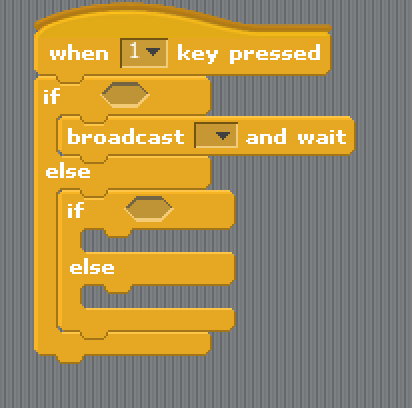 when 1 key pressed
if
broadcast and wait
else
if
else